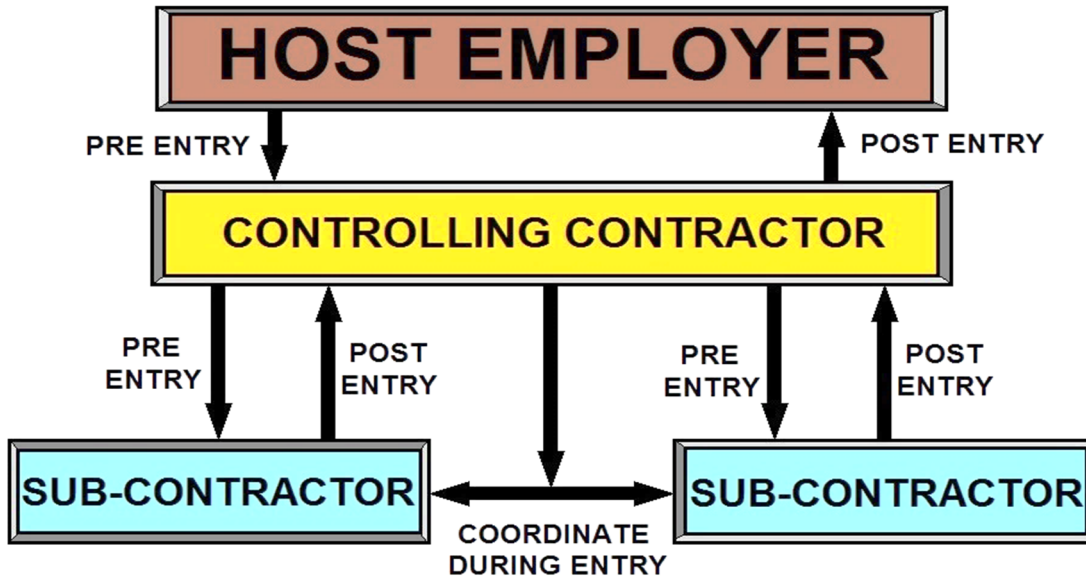 HOST EMPLOYER
PRE ENTRY
POST ENTRY
CONTROLLING CONTRACTOR
PRE
ENTRY
POST
ENTRY
PRE
ENTRY
POST
ENTRY
SUB-CONTRACTOR
SUB-CONTRACTOR
COORDINATE
DURING ENTRY